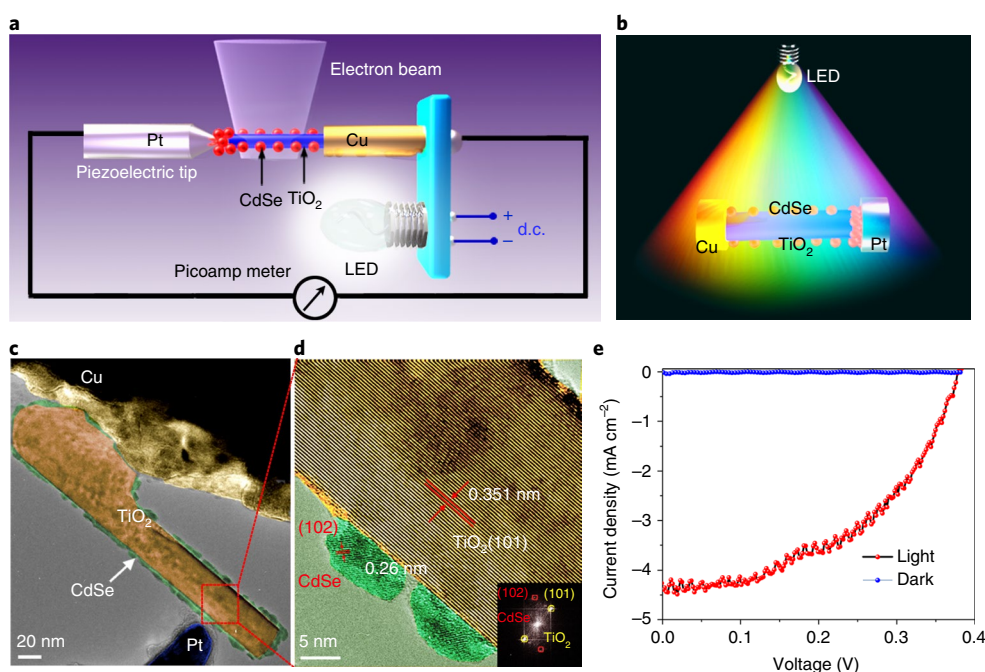 a
Electron beam
Pt
Cu
Piezoelectric tip
CdSe
TiO₂
+
d.c.
–
LED
Picoamp meter
b
LED
CdSe
Cu
TiO₂
Pt
c
Cu
TiO₂
CdSe
20 nm
Pt
d
0.351 nm
(102)
TiO₂(101)
0.26 nm
CdSe
(102)
(101)
CdSe
TiO₂
5 nm
e
0
–1
–2
–3
–4
–5
Current density (mA cm⁻²)
Light
Dark
0.0 0.1 0.2 0.3 0.4
Voltage (V)